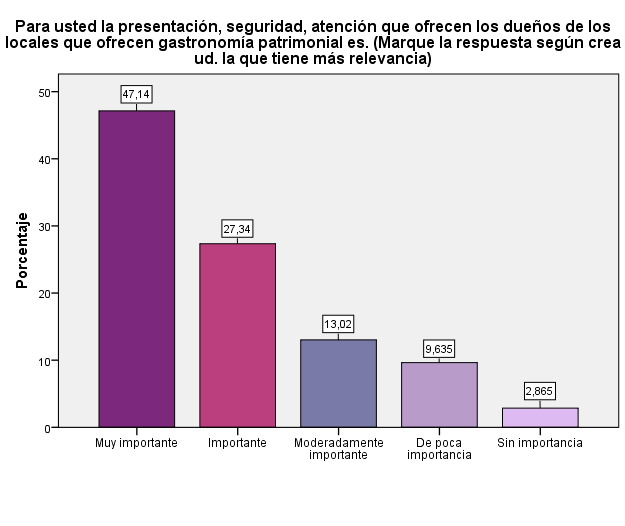 Para usted la presentación, seguridad, atención que ofrecen los dueños de los
locales que ofrecen gastronomía patrimonial es. (Marque la respuesta según crea
ud. la que tiene más relevancia)
50
40
30
20
10
0
Porcentaje
47,14
27,34
13,02
9,635
2,865
Muy importante
Importante
Moderadamente
importante
De poca
importancia
Sin importancia